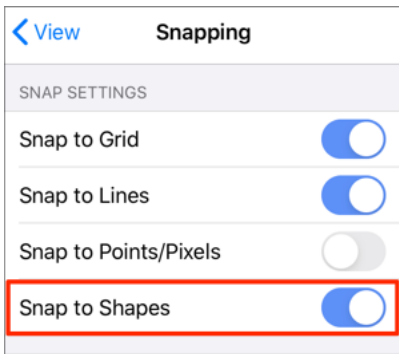 View Snapping
SNAP SETTINGS
Snap to Grid
Snap to Lines
Snap to Points/Pixels
Snap to Shapes